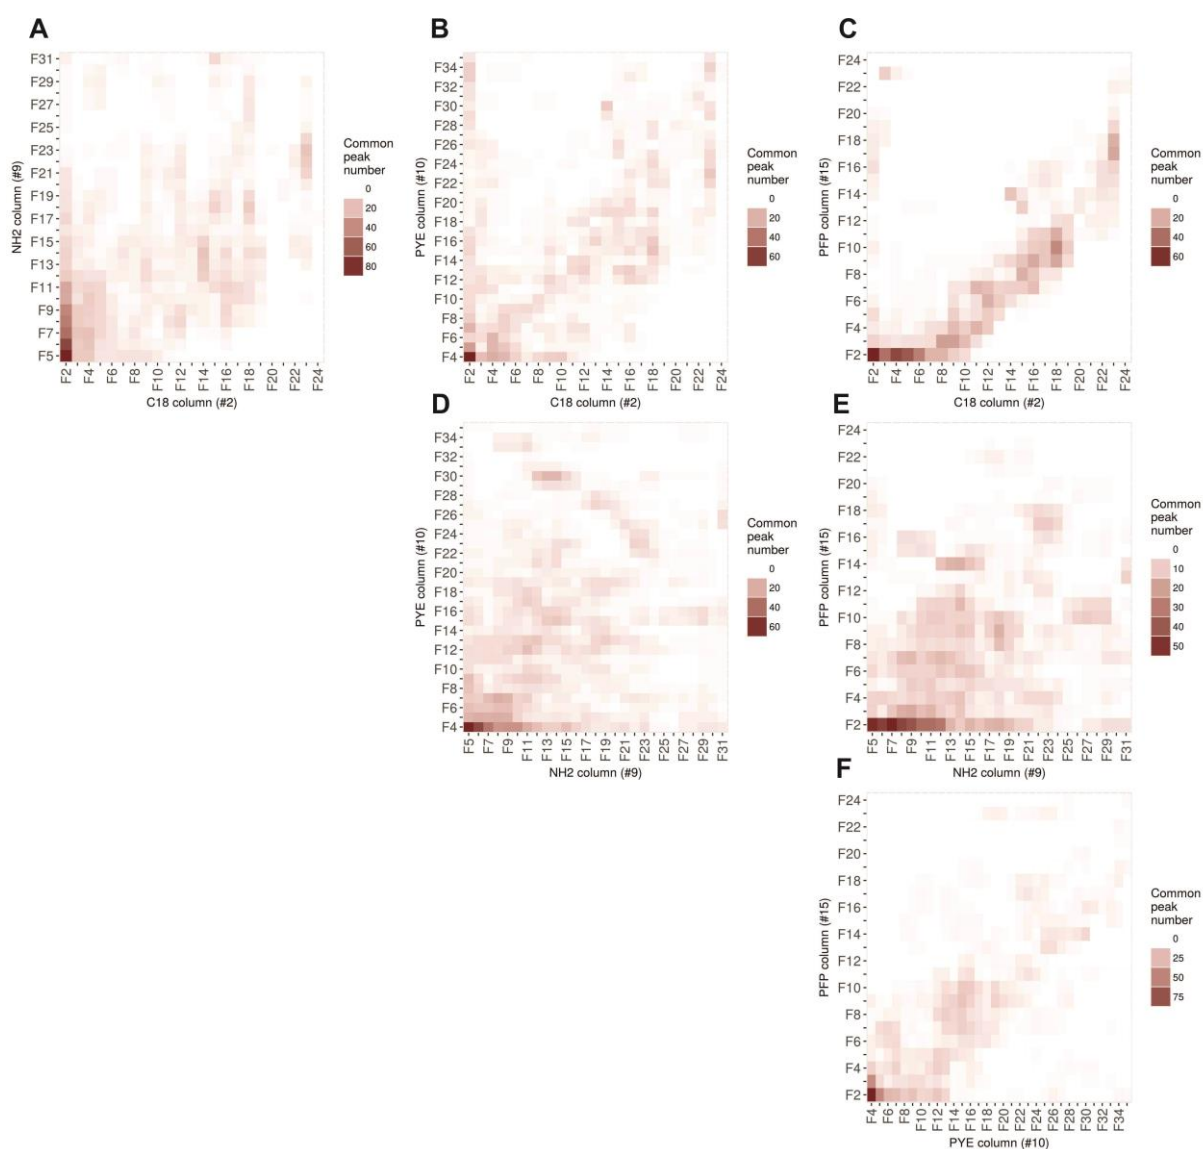 A
F31
F29
F27
F25
F23
F21
F19
F17
F15
F13
F11
F9
F7
F5
NH2 column (#9)
F2
F4
F6
F8
F10
F12
F14
F16
F18
F20
F22
F24
C18 column (#2)
Common
peak
number
0
20
40
60
80
B
F34
F32
F30
F28
F26
F24
F22
F20
F18
F16
F14
F12
F10
F8
F6
F4
PYE column (#10)
F2
F4
F6
F8
F10
F12
F14
F16
F18
F20
F22
F24
C18 column (#2)
Common
peak
number
0
20
40
60
C
F24
F22
F20
F18
F16
F14
F12
F10
F8
F6
F4
F2
PFP column (#15)
F2
F4
F6
F8
F10
F12
F14
F16
F18
F20
F22
F24
C18 column (#2)
Common
peak
number
0
20
40
60
D
F34
F32
F30
F28
F26
F24
F22
F20
F18
F16
F14
F12
F10
F8
F6
F4
PYE column (#10)
F5
F7
F9
F11
F13
F15
F17
F19
F21
F23
F25
F27
F29
F31
NH2 column (#9)
Common
peak
number
0
20
40
60
E
F24
F22
F20
F18
F16
F14
F12
F10
F8
F6
F4
F2
PFP column (#15)
F5
F7
F9
F11
F13
F15
F17
F19
F21
F23
F25
F27
F29
F31
NH2 column (#9)
Common
peak
number
0
10
20
30
40
50
F
F24
F22
F20
F18
F16
F14
F12
F10
F8
F6
F4
F2
PFP column (#15)
F4
F6
F8
F10
F12
F14
F16
F18
F20
F22
F24
F26
F28
F30
F32
F34
PYE column (#10)
Common
peak
number
0
25
50
75